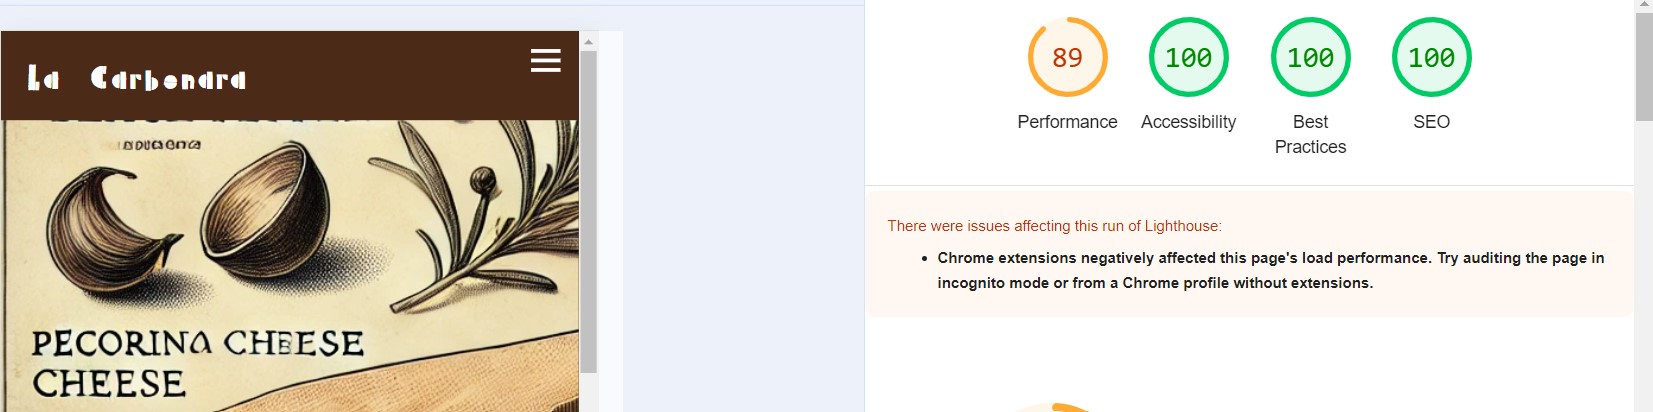 La Carbonara
PECORINA CHEESE
CHEESE
89
100
100
100
Performance
Accessibility
Best
Practices
SEO
There were issues affecting this run of Lighthouse:
Chrome extensions negatively affected this page's load performance. Try auditing the page in
incognito mode or from a Chrome profile without extensions.